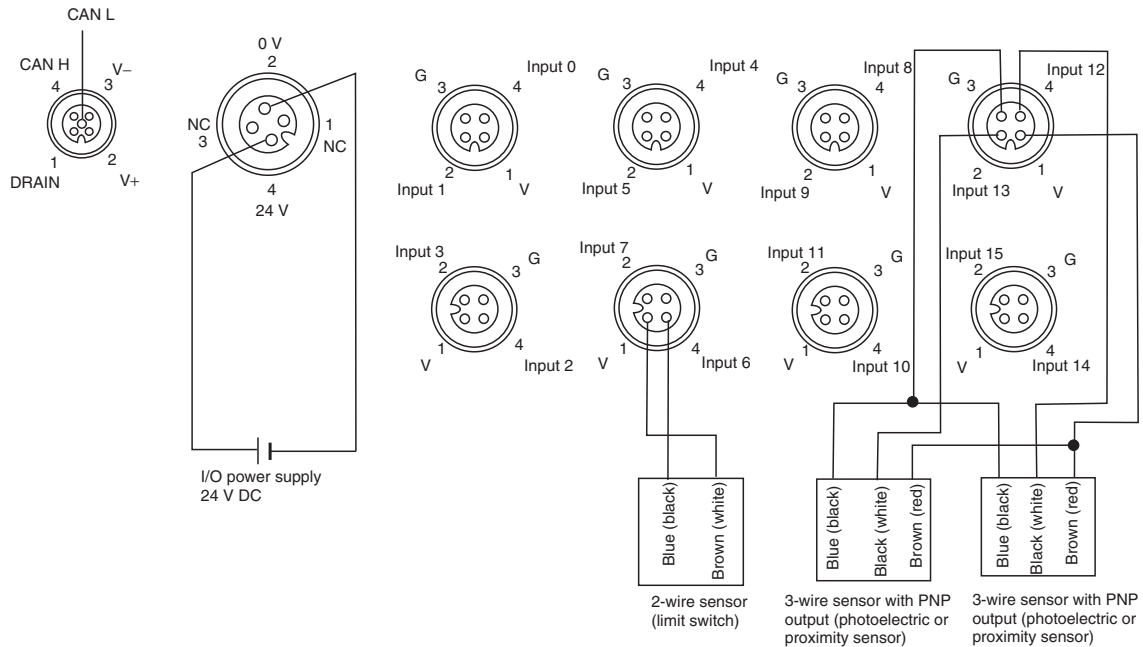 CAN L
CAN H
4
3
V–
1
2
DRAIN
V+
0 V
2
NC
3
1
NC
4
24 V
I/O power supply
24 V DC
G
3
Input 0
4
2
Input 1
1
V
G
3
Input 4
4
2
Input 5
1
V
G
3
Input 8
4
2
Input 9
1
V
G
3
Input 12
4
2
Input 13
1
V
Input 3
2
3
G
1
V
4
Input 2
Input 7
2
3
G
1
V
4
Input 6
Input 11
2
3
G
1
V
4
Input 10
Input 15
2
3
G
1
V
4
Input 14
Blue (black)
Brown (white)
2-wire sensor
(limit switch)
Blue (black)
Black (white)
Brown (red)
3-wire sensor with PNP
output (photoelectric or
proximity sensor)
Blue (black)
Black (white)
Brown (red)
3-wire sensor with PNP
output (photoelectric or
proximity sensor)